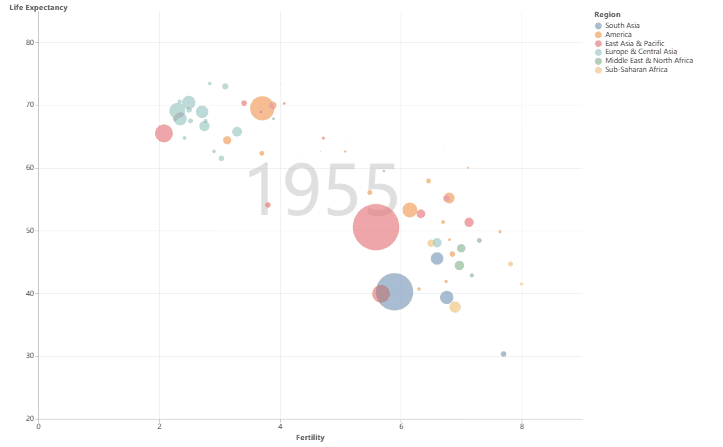 Life Expectancy
80
70
60
50
40
30
20
0
2
4
6
8
Fertility
1955
Region
South Asia
America
East Asia & Pacific
Europe & Central Asia
Middle East & North Africa
Sub-Saharan Africa